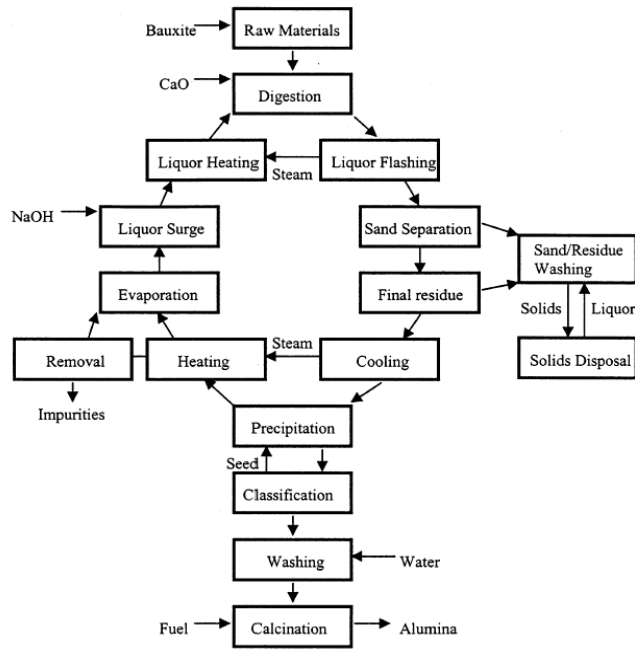 Bauxite
Raw Materials
CaO
Digestion
Liquor Heating
Steam
Liquor Flashing
NaOH
Liquor Surge
Sand Separation
Sand/Residue
Washing
Evaporation
Final residue
Solids
Liquor
Removal
Heating
Steam
Cooling
Solids Disposal
Impurities
Precipitation
Seed
Classification
Washing
Water
Fuel
Calcination
Alumina